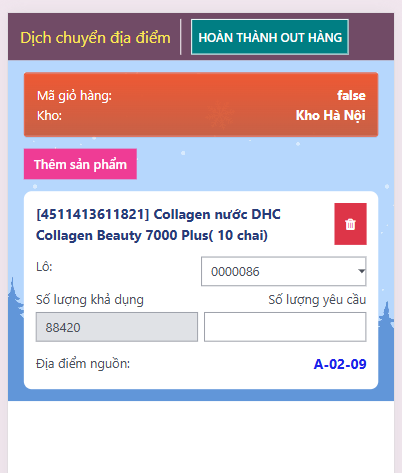 Dịch chuyển địa điểm
HOÀN THÀNH OUT HÀNG
Mã giỏ hàng: false
Kho: Kho Hà Nội
Thêm sản phẩm
[4511413611821] Collagen nước DHC
Collagen Beauty 7000 Plus( 10 chai)
Lô: 0000086
Số lượng khả dụng Số lượng yêu cầu
88420
Địa điểm nguồn: A-02-09